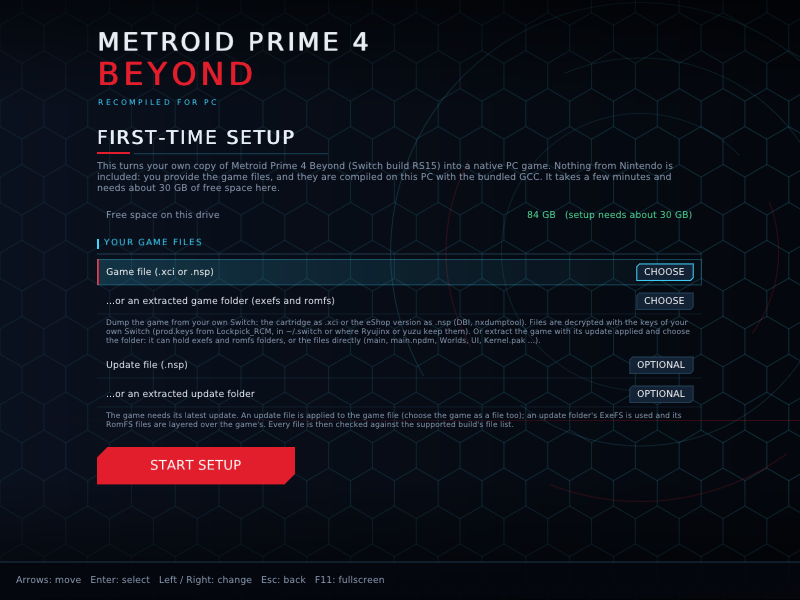 METROID PRIME 4
BEYOND
RECOMPILED FOR PC
FIRST-TIME SETUP
This turns your own copy of Metroid Prime 4 Beyond (Switch build RS15) into a native PC game. Nothing from Nintendo is
included: you provide the game files, and they are compiled on this PC with the bundled GCC. It takes a few minutes and
needs about 30 GB of free space here.
Free space on this drive 84 GB (setup needs about 30 GB)
YOUR GAME FILES
Game file (.xci or .nsp) CHOOSE
...or an extracted game folder (exefs and romfs) CHOOSE
Dump the game from your own Switch: the cartridge as .xci or the eShop version as .nsp (DBI, nxdumptool). Files are decrypted with the keys of your
own Switch (prod.keys from Lockpick_RCM, in ~/.switch or where Ryujinx or yuzu keep them). Or extract the game with its update applied and choose
the folder: it can hold exefs and romfs folders, or the files directly (main, main.npdm, Worlds, UI, Kernel.pak ...).
Update file (.nsp) OPTIONAL
...or an extracted update folder OPTIONAL
The game needs its latest update. An update file is applied to the game file (choose the game as a file too); an update folder's ExeFS is used and its
RomFS files are layered over the game's. Every file is then checked against the supported build's file list.
START SETUP
Arrows: move Enter: select Left / Right: change Esc: back F11: fullscreen